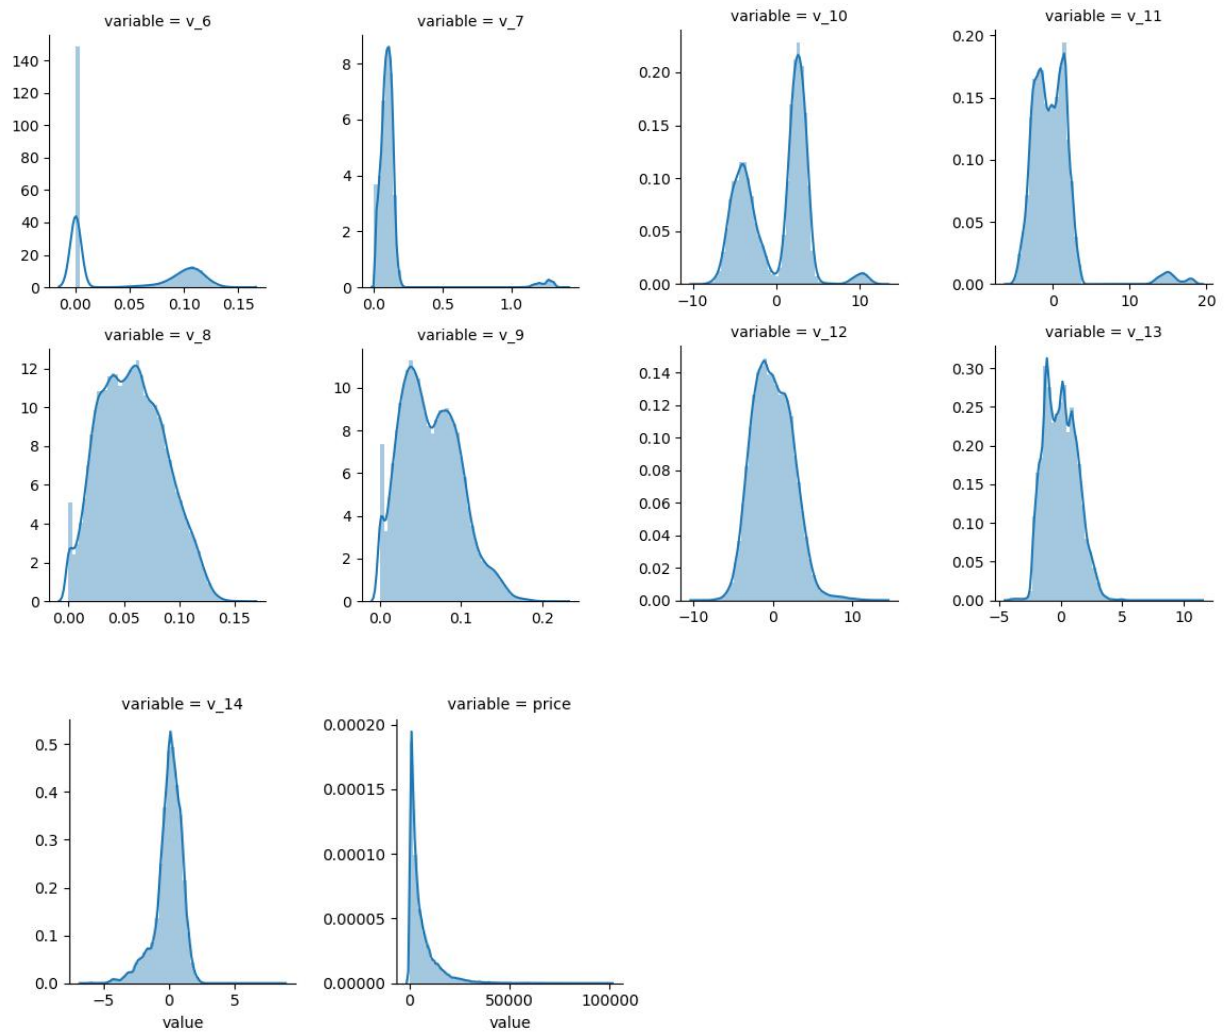 variable = v_6
variable = v_7
variable = v_10
variable = v_11
140
120
100
80
60
40
20
0
0.00 0.05 0.10 0.15
8
6
4
2
0
0.0 0.5 1.0
0.20
0.15
0.10
0.05
0.00
−10 0 10
0.20
0.15
0.10
0.05
0.00
0 10 20
variable = v_8
variable = v_9
variable = v_12
variable = v_13
12
10
8
6
4
2
0
0.00 0.05 0.10 0.15
10
8
6
4
2
0
0.0 0.1 0.2
0.14
0.12
0.10
0.08
0.06
0.04
0.02
0.00
−10 0 10
0.30
0.25
0.20
0.15
0.10
0.05
0.00
−5 0 5 10
variable = v_14
variable = price
0.5
0.4
0.3
0.2
0.1
0.0
−5 0 5
value
0.00020
0.00015
0.00010
0.00005
0.00000
0 50000 100000
value